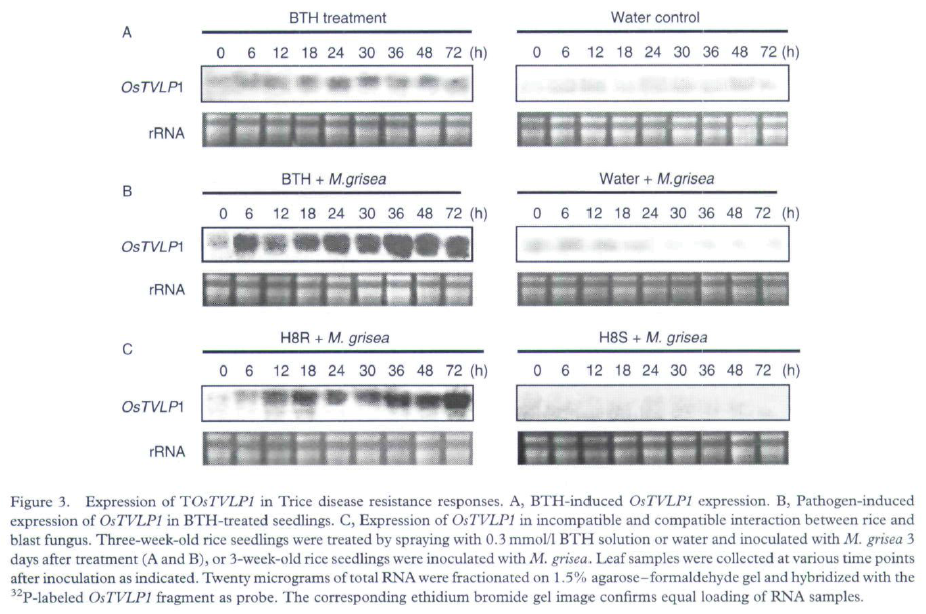 BTH treatment Water control
A
0 6 12 18 24 30 36 48 72 (h) 0 6 12 18 24 30 36 48 72 (h)
OsTVLP1
rRNA
BTH + M.grisea Water + M.grisea
B
0 6 12 18 24 30 36 48 72 (h) 0 6 12 18 24 30 36 48 72 (h)
OsTVLP1
rRNA
H8R + M. grisea H8S + M. grisea
C
0 6 12 18 24 30 36 48 72 (h) 0 6 12 18 24 30 36 48 72 (h)
OsTVLP1
rRNA
Figure 3. Expression of TOsTVLP1 in Trice disease resistance responses. A, BTH-induced OsTVLP1 expression. B, Pathogen-induced
expression of OsTVLP1 in BTH-treated seedlings. C, Expression of OsTVLP1 in incompatible and compatible interaction between rice and
blast fungus. Three-week-old rice seedlings were treated by spraying with 0.3 mmol/l BTH solution or water and inoculated with M. grisea 3
days after treatment (A and B), or 3-week-old rice seedlings were inoculated with M. grisea. Leaf samples were collected at various time points
after inoculation as indicated. Twenty micrograms of total RNA were fractionated on 1.5% agarose–formaldehyde gel and hybridized with the
³²P-labeled OsTVLP1 fragment as probe. The corresponding ethidium bromide gel image confirms equal loading of RNA samples.